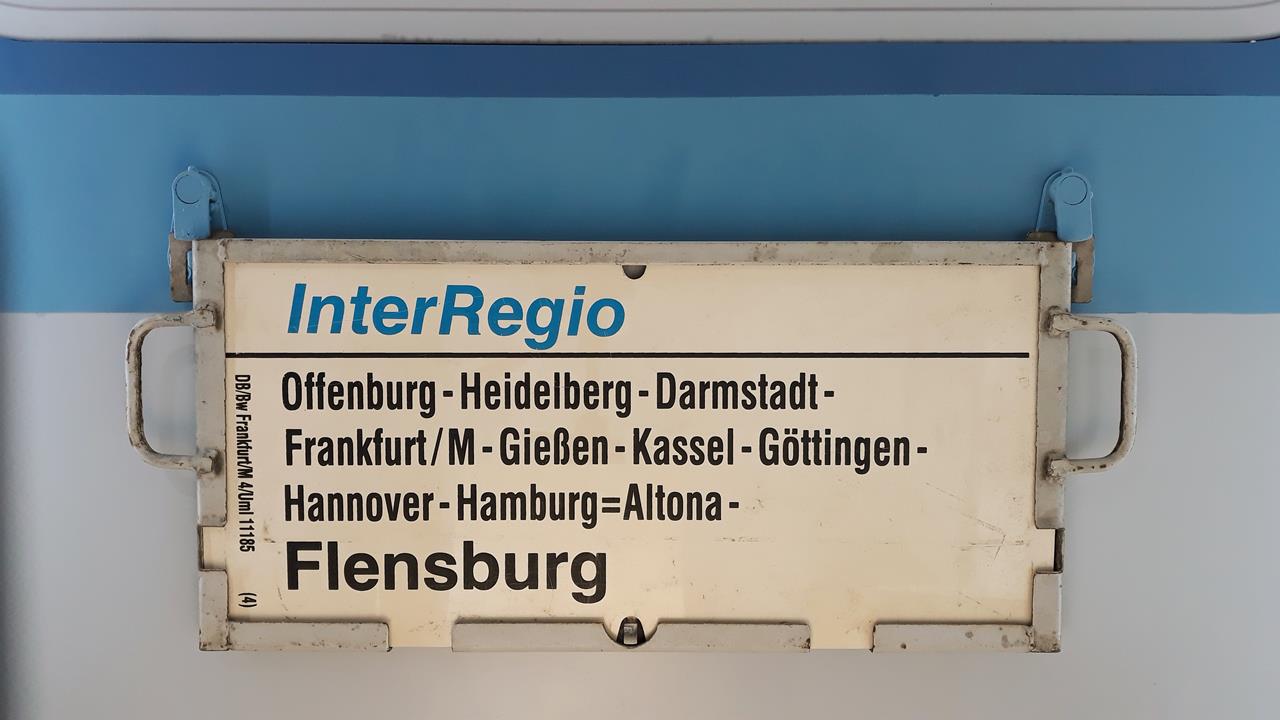 InterRegio
Offenburg - Heidelberg - Darmstadt -
Frankfurt/M - Gießen - Kassel - Göttingen -
Hannover - Hamburg=Altona -
Flensburg
DB/Bw Frankfurt/M 4/Uml 11185 (4)